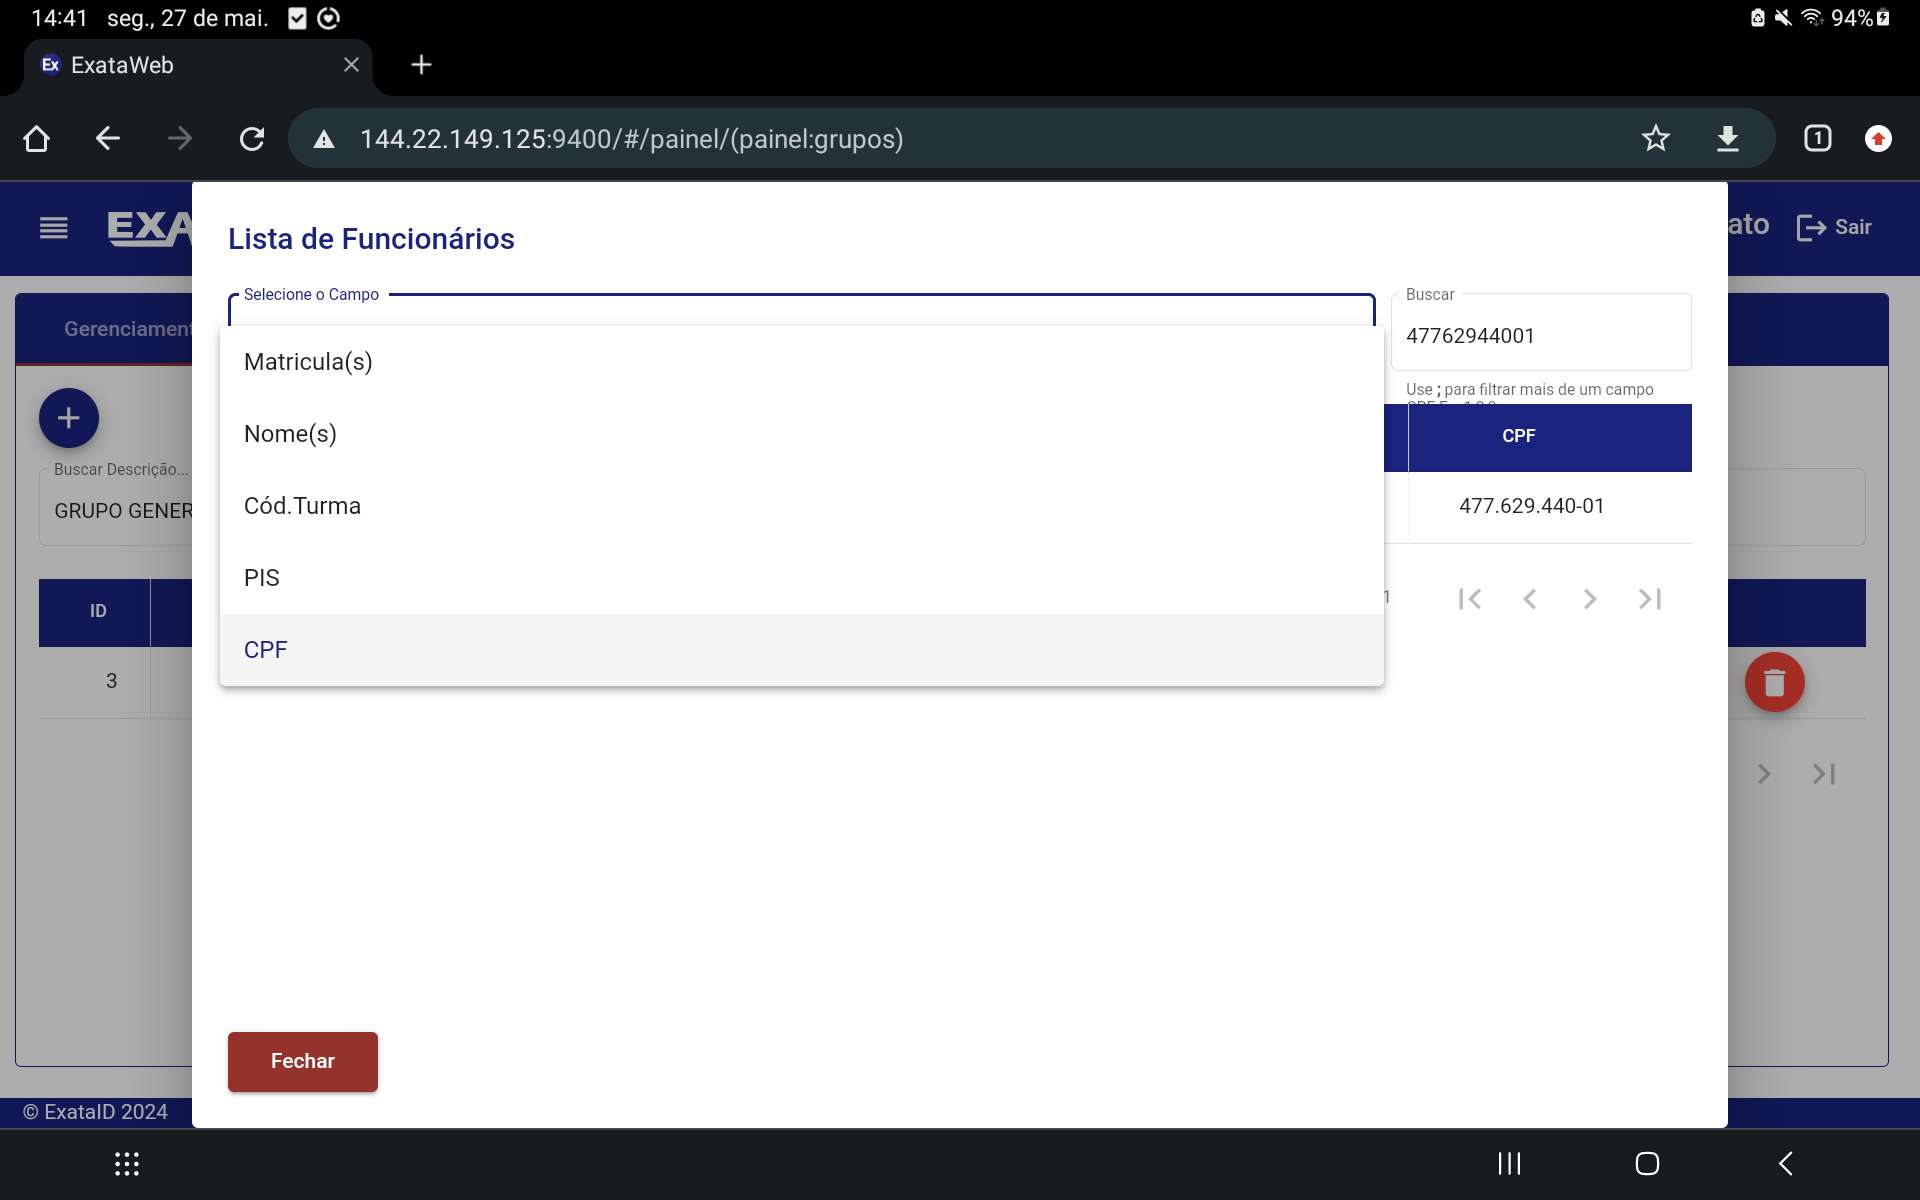 14:41 seg., 27 de mai. 94%
Ex ExataWeb
144.22.149.125:9400/#/painel/(painel:grupos) 1
EXA ato Sair
Lista de Funcionários
Selecione o Campo
Buscar
47762944001
Use ; para filtrar mais de um campo
Gerenciament
Matricula(s)
Nome(s)
Cód.Turma
PIS
CPF
CPF
477.629.440-01
1
Buscar Descrição...
GRUPO GENER
ID
3
Fechar
© ExataID 2024